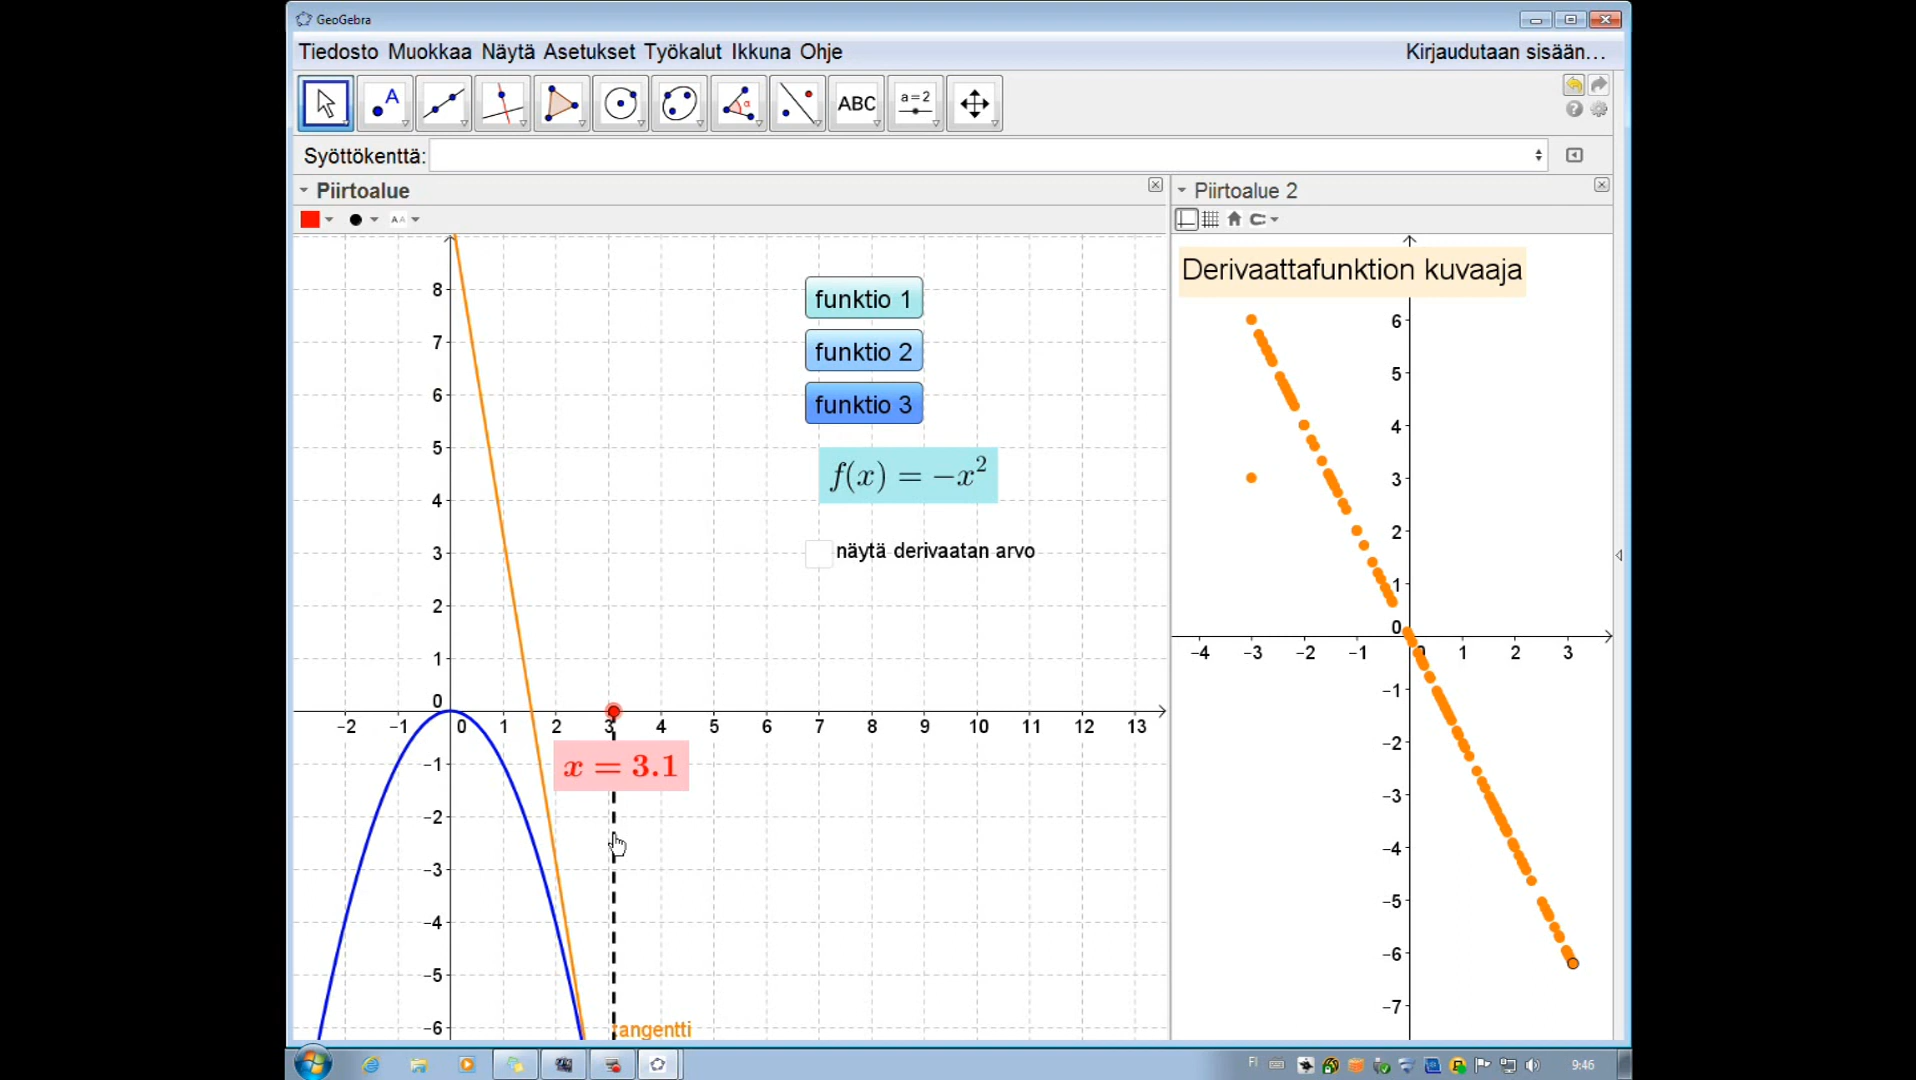 GeoGebra
Tiedosto Muokkaa Näytä Asetukset Työkalut Ikkuna Ohje
Kirjaudutaan sisään...
A
α
ABC
a=2
Syöttökenttä:
Piirtoalue
Piirtoalue 2
AA
Derivaattafunktion kuvaaja
funktio 1
funktio 2
funktio 3
f(x) = −x²
näytä derivaatan arvo
8
7
6
5
4
3
2
1
0
−2 −1 0 1 2 3 4 5 6 7 8 9 10 11 12 13
x = 3.1
−1
−2
−3
−4
−5
−6
tangentti
6
5
4
3
2
1
0
−4 −3 −2 −1 0 1 2 3
−1
−2
−3
−4
−5
−6
−7
FI
9:46